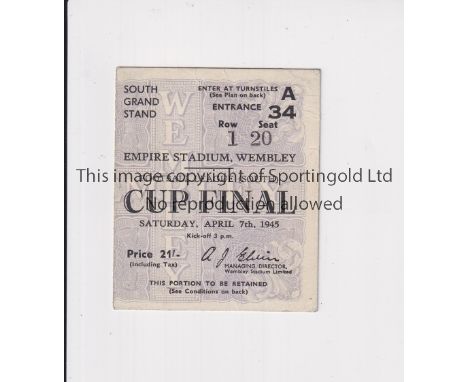 SOUTH
GRAND
STAND
ENTER AT TURNSTILES
(See Plan on back)
A
ENTRANCE 34
Row Seat
1 20
EMPIRE STADIUM, WEMBLEY
This image copyright of Sportingold Ltd
CUP FINAL
No reproduction allowed
SATURDAY, APRIL 7th, 1945
Kick-off 3 p.m.
Price 21/-
(Including Tax)
A J Elvin
MANAGING DIRECTOR,
Wembley Stadium Limited
THIS PORTION TO BE RETAINED
(See Conditions on back)
WEMBLEY